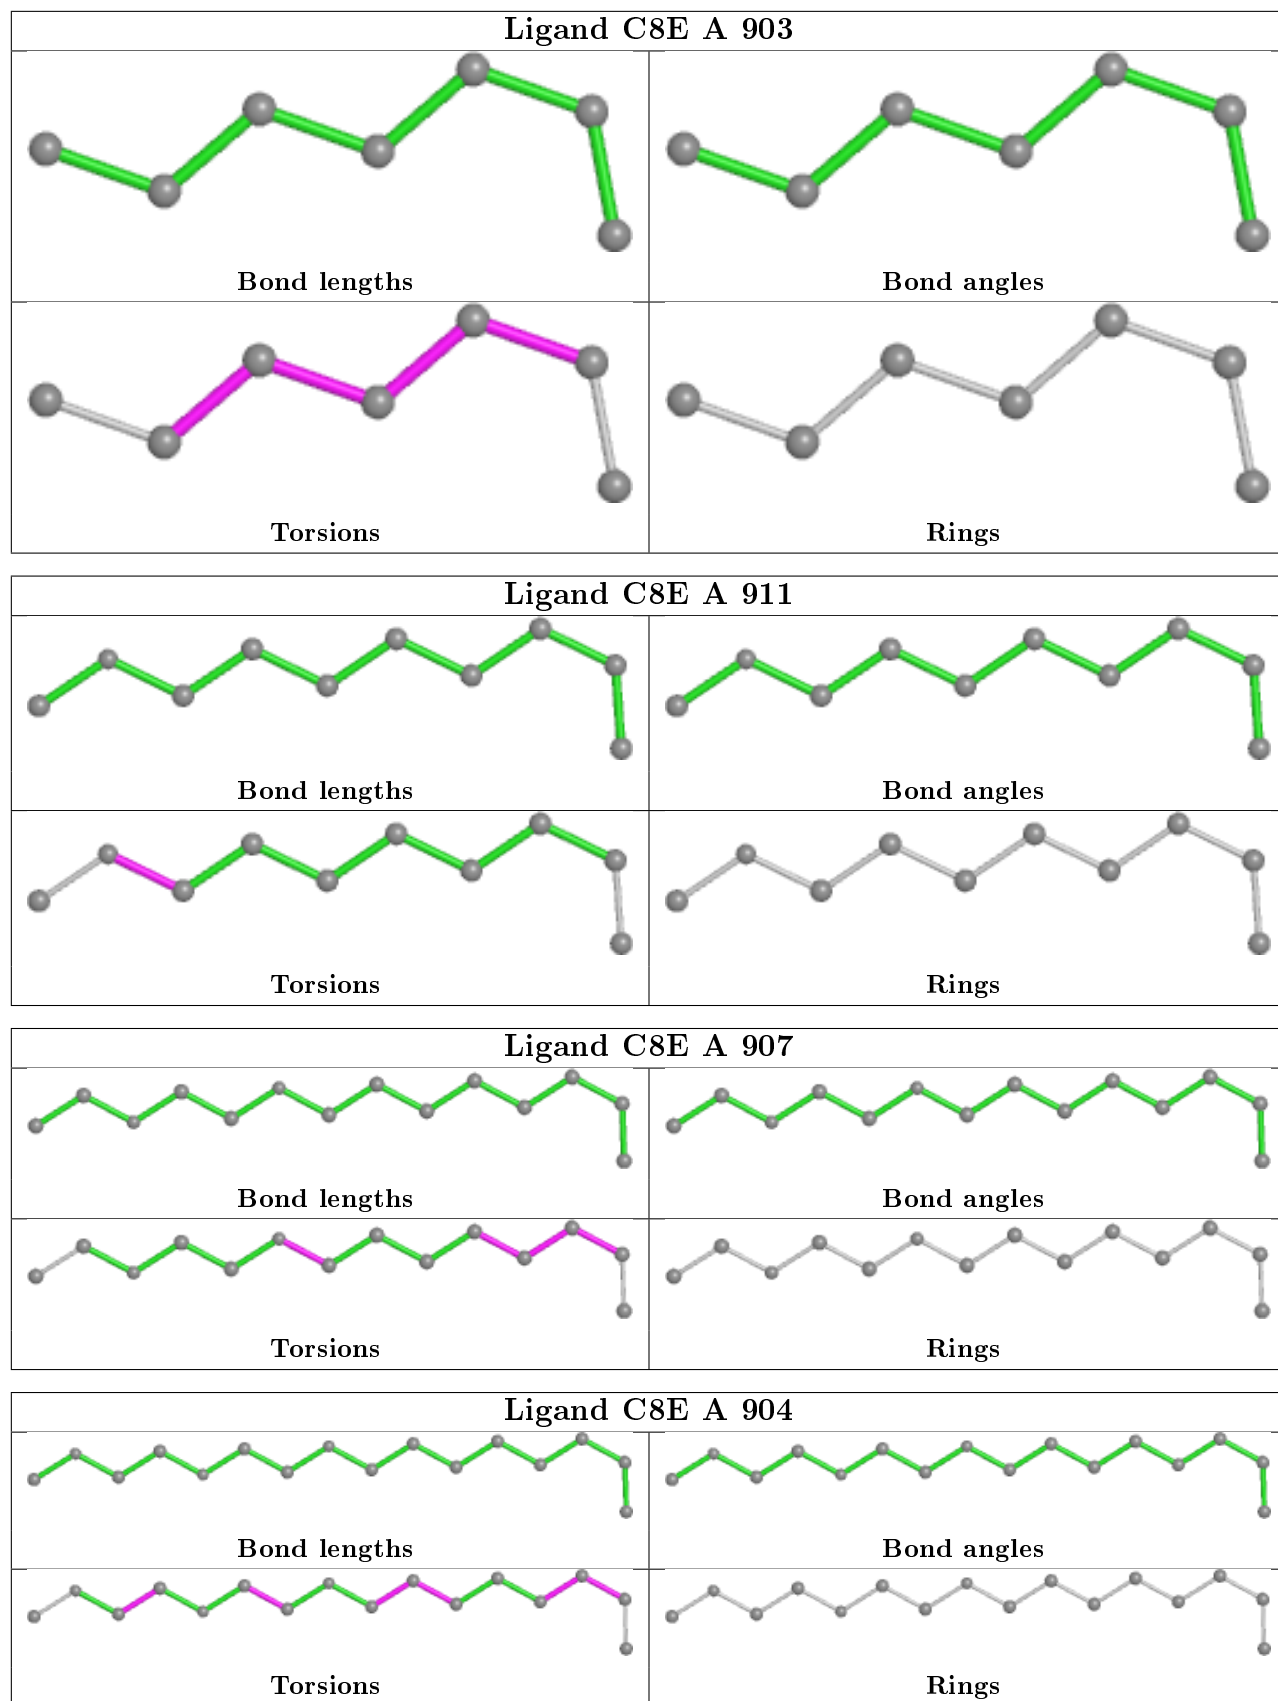 Ligand C8E A 903
Bond lengths
Bond angles
Torsions
Rings
Ligand C8E A 911
Bond lengths
Bond angles
Torsions
Rings
Ligand C8E A 907
Bond lengths
Bond angles
Torsions
Rings
Ligand C8E A 904
Bond lengths
Bond angles
Torsions
Rings